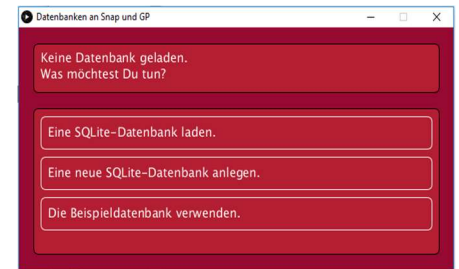 Datenbanken an Snap und GP
Keine Datenbank geladen.
Was möchtest Du tun?
Eine SQLite-Datenbank laden.
Eine neue SQLite-Datenbank anlegen.
Die Beispieldatenbank verwenden.